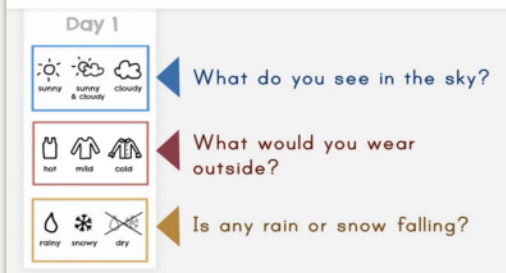 Day 1
sunny sunny & cloudy cloudy
What do you see in the sky?
hot mild cold
What would you wear
outside?
rainy snowy dry
Is any rain or snow falling?